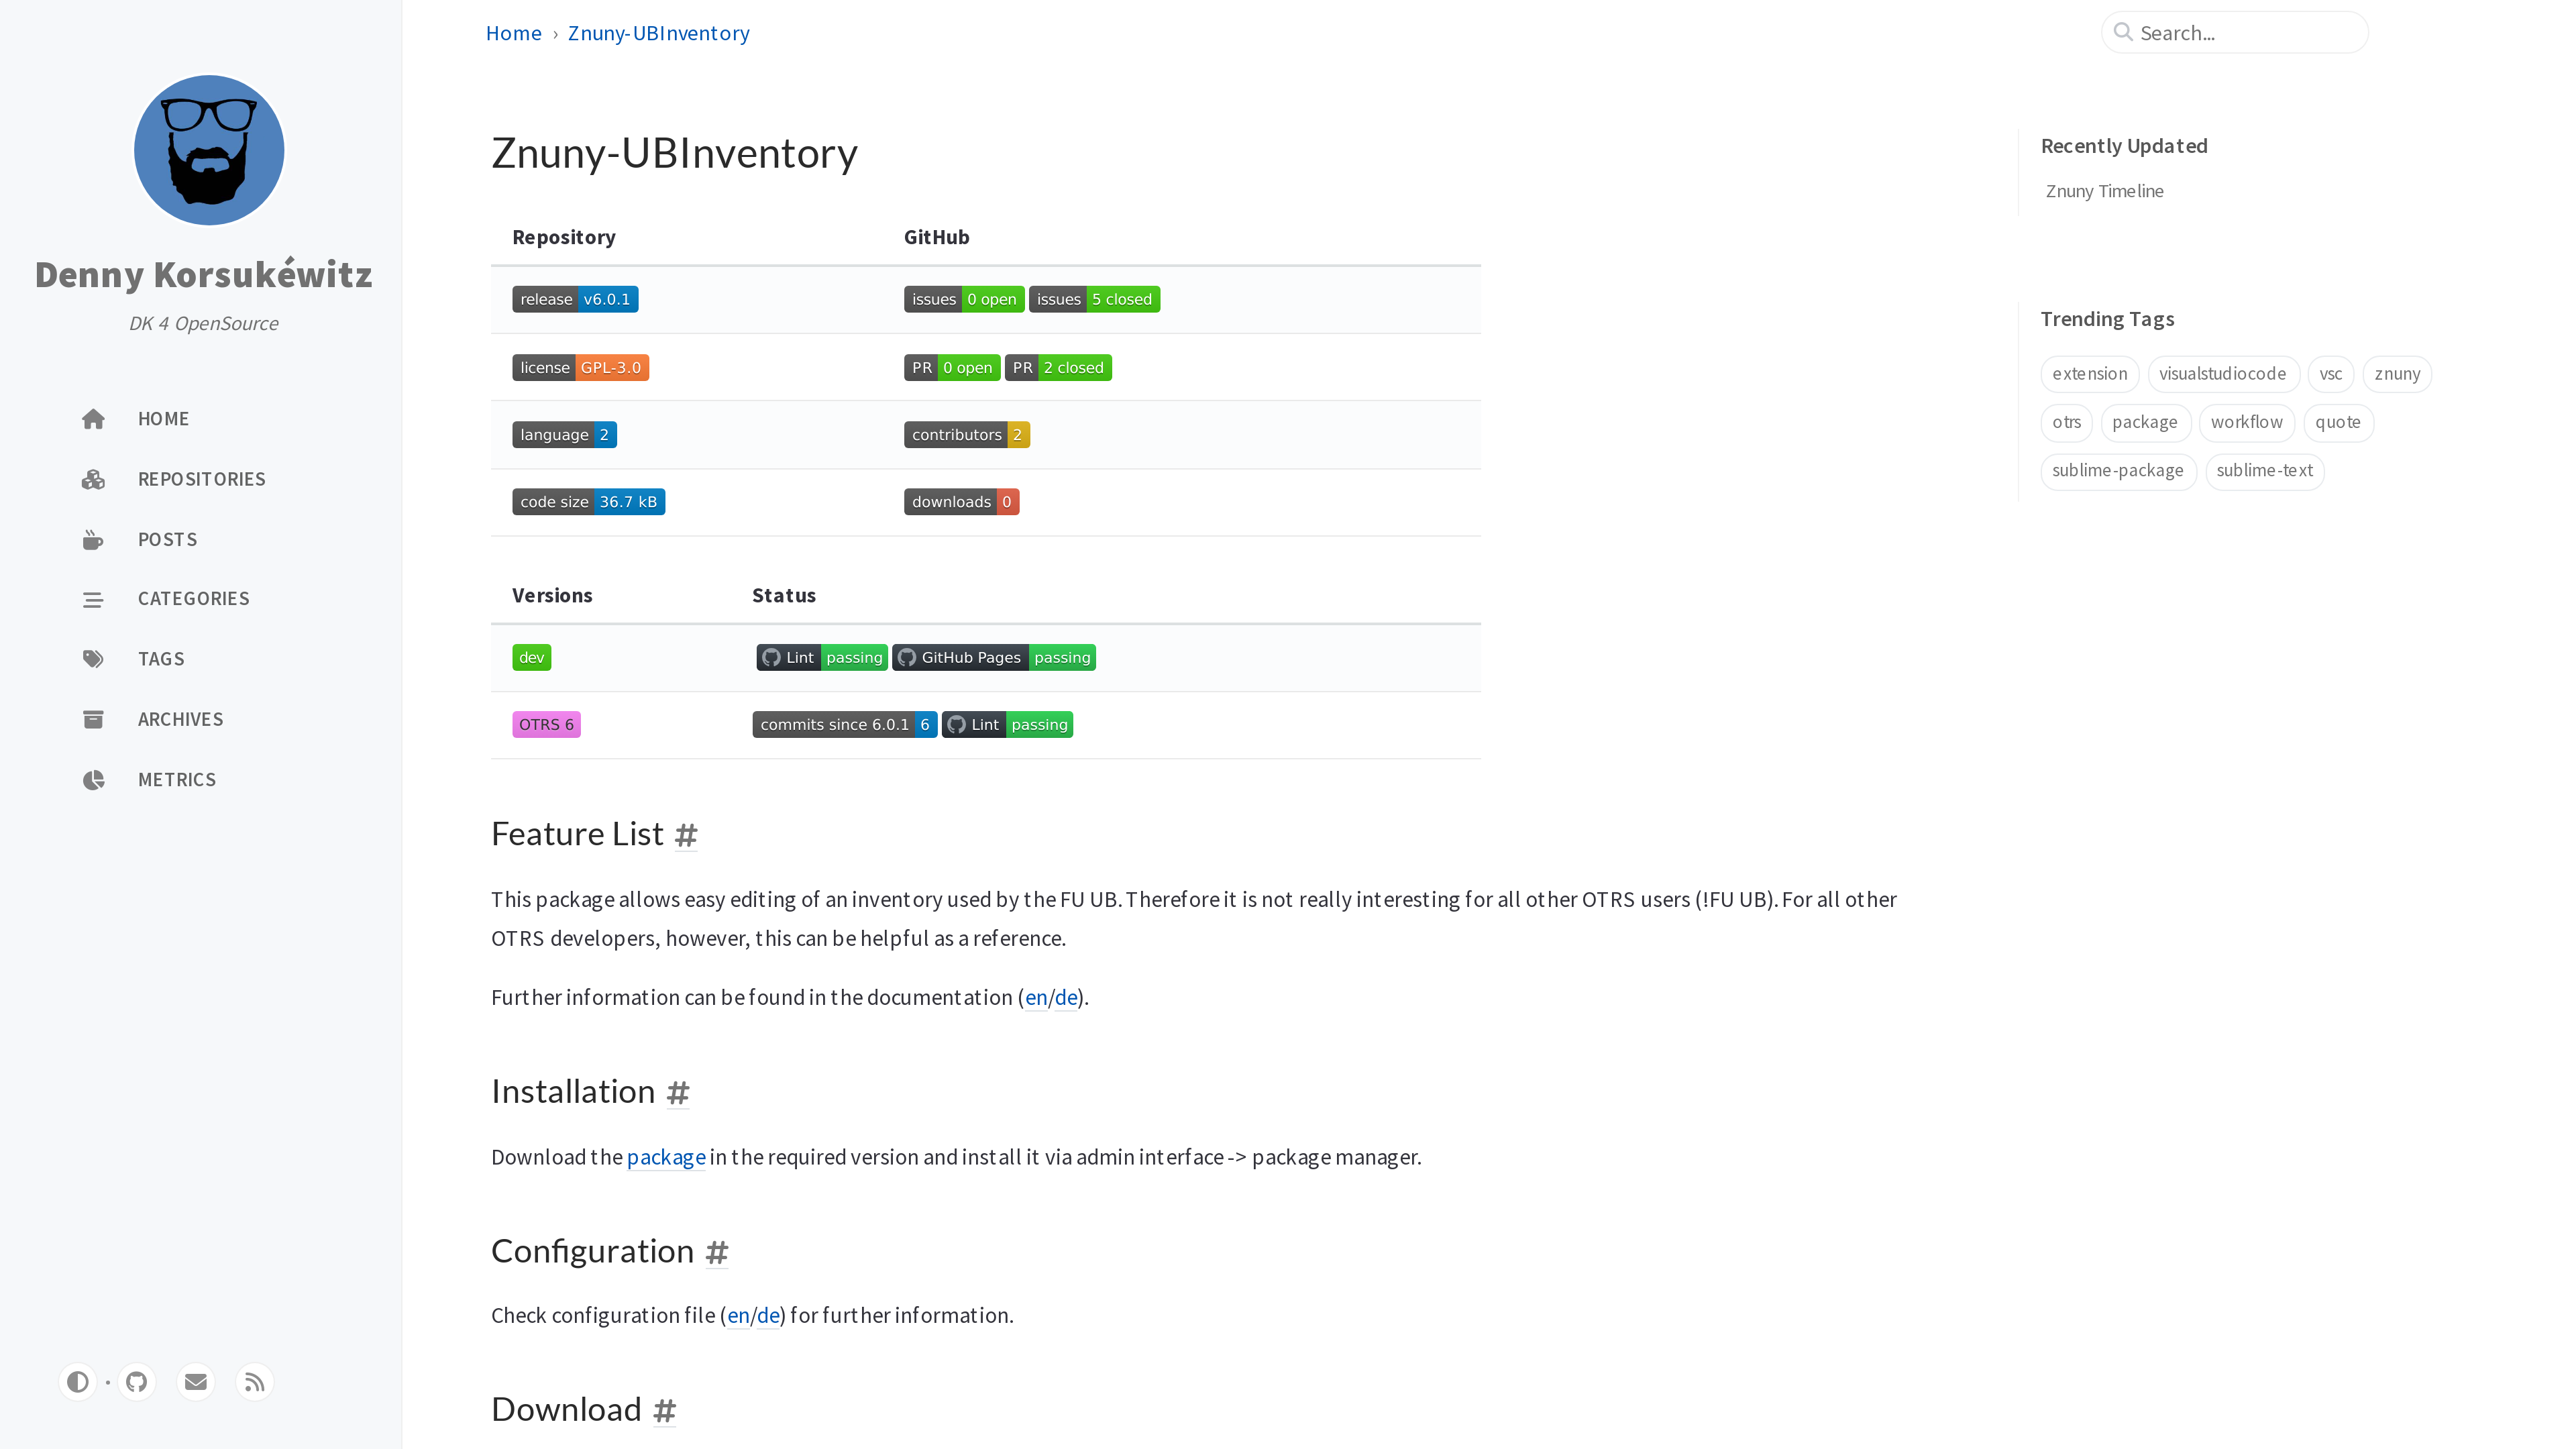 Denny Korsukéwitz
DK 4 OpenSource
HOME
REPOSITORIES
POSTS
CATEGORIES
TAGS
ARCHIVES
METRICS
Home › Znuny-UBInventory
Search...
Znuny-UBInventory
Repository GitHub
release v6.0.1 issues 0 open issues 5 closed
license GPL-3.0 PR 0 open PR 2 closed
language 2 contributors 2
code size 36.7 kB downloads 0
Versions Status
dev Lint passing GitHub Pages passing
OTRS 6 commits since 6.0.1 6 Lint passing
Feature List #
This package allows easy editing of an inventory used by the FU UB. Therefore it is not really interesting for all other OTRS users (!FU UB). For all other
OTRS developers, however, this can be helpful as a reference.
Further information can be found in the documentation (en/de).
Installation #
Download the package in the required version and install it via admin interface -> package manager.
Configuration #
Check configuration file (en/de) for further information.
Download #
Recently Updated
Znuny Timeline
Trending Tags
extension visualstudiocode vsc znuny
otrs package workflow quote
sublime-package sublime-text